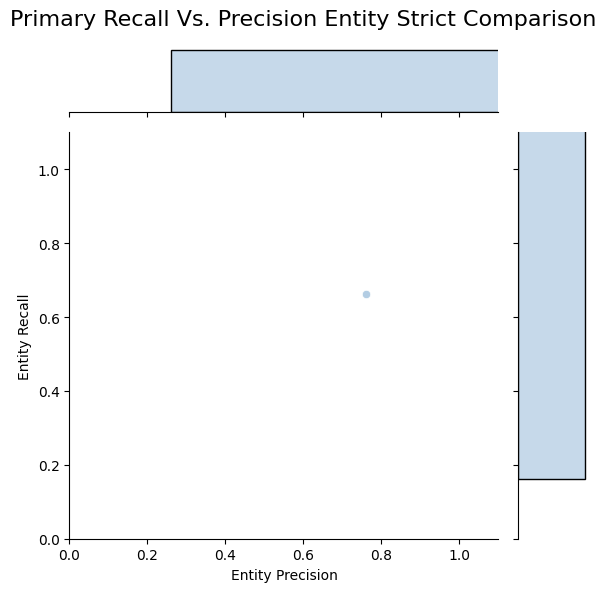 Primary Recall Vs. Precision Entity Strict Comparison
1.0
0.8
0.6
0.4
0.2
0.0
Entity Recall
0.0 0.2 0.4 0.6 0.8 1.0
Entity Precision